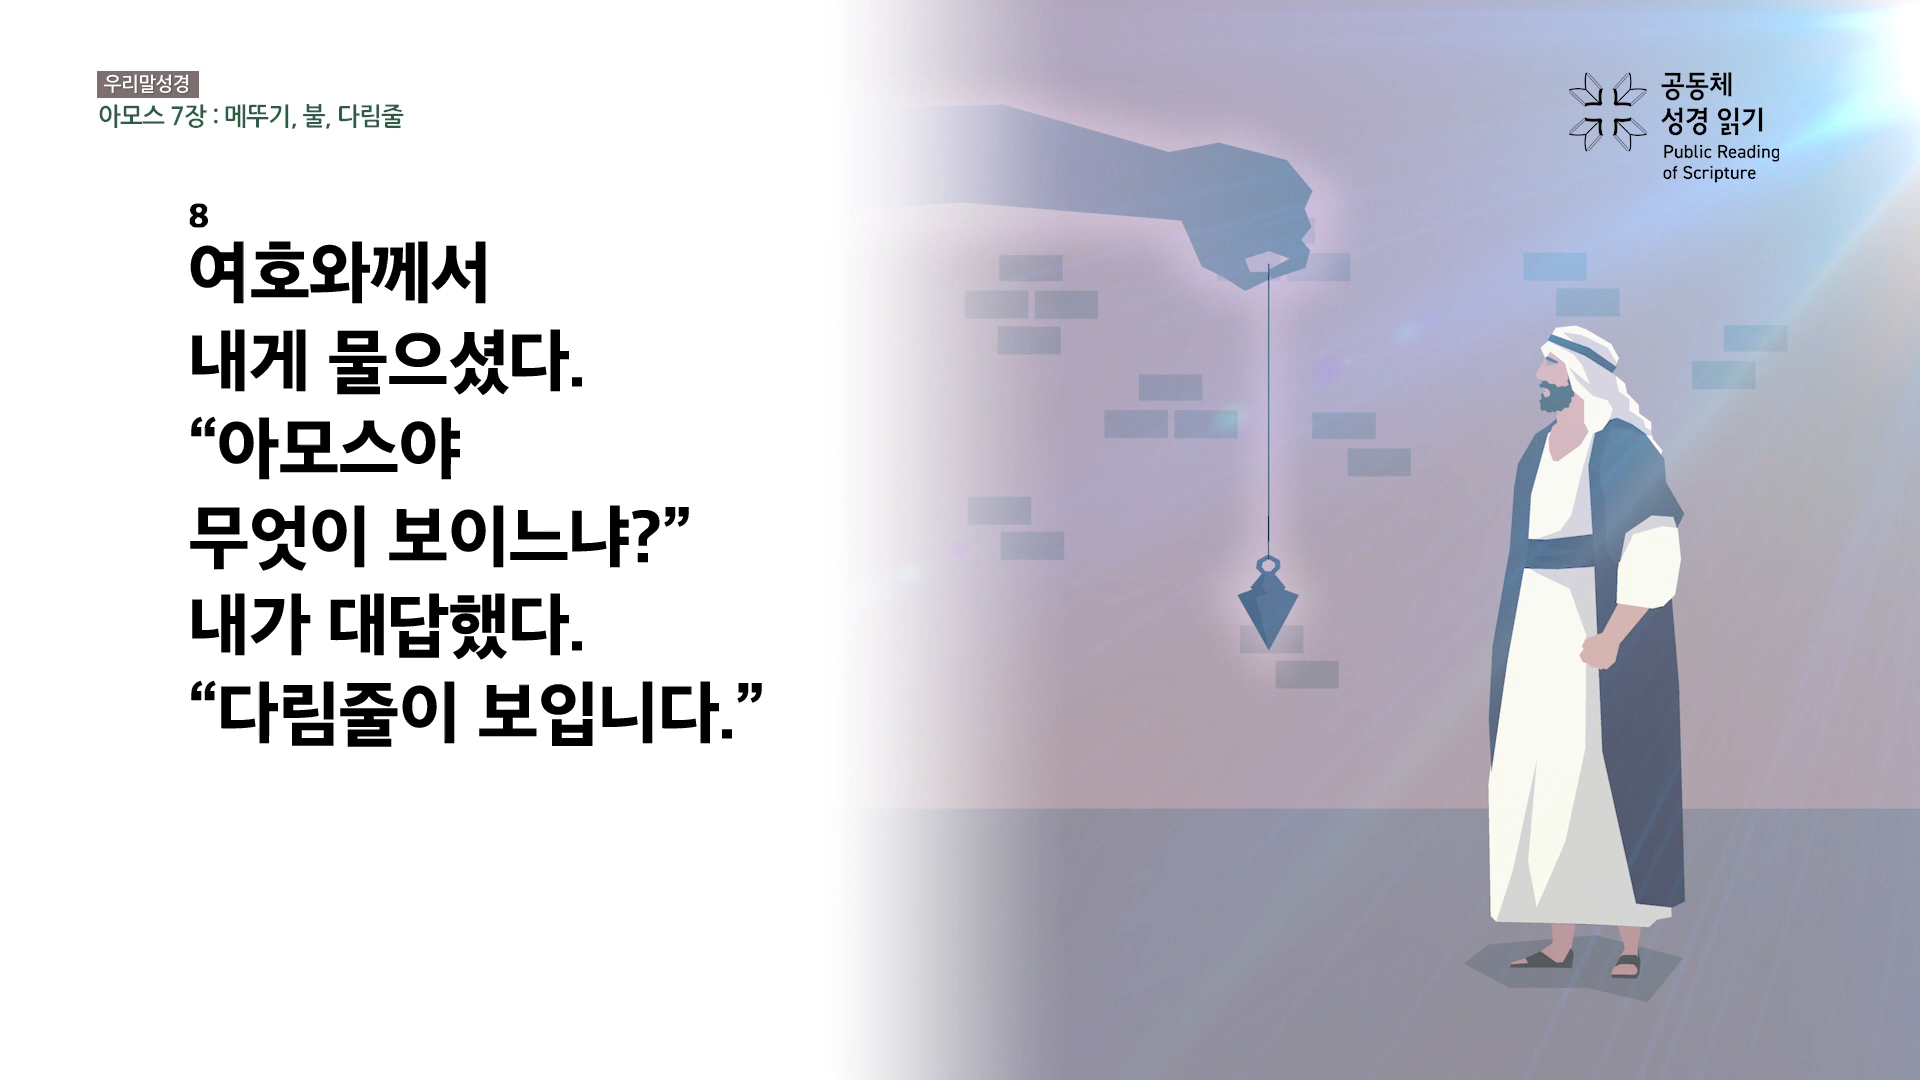 우리말성경
아모스 7장 : 메뚜기, 불, 다림줄
8
여호와께서
내게 물으셨다.
“아모스야
무엇이 보이느냐?”
내가 대답했다.
“다림줄이 보입니다.”
공동체
성경 읽기
Public Reading
of Scripture